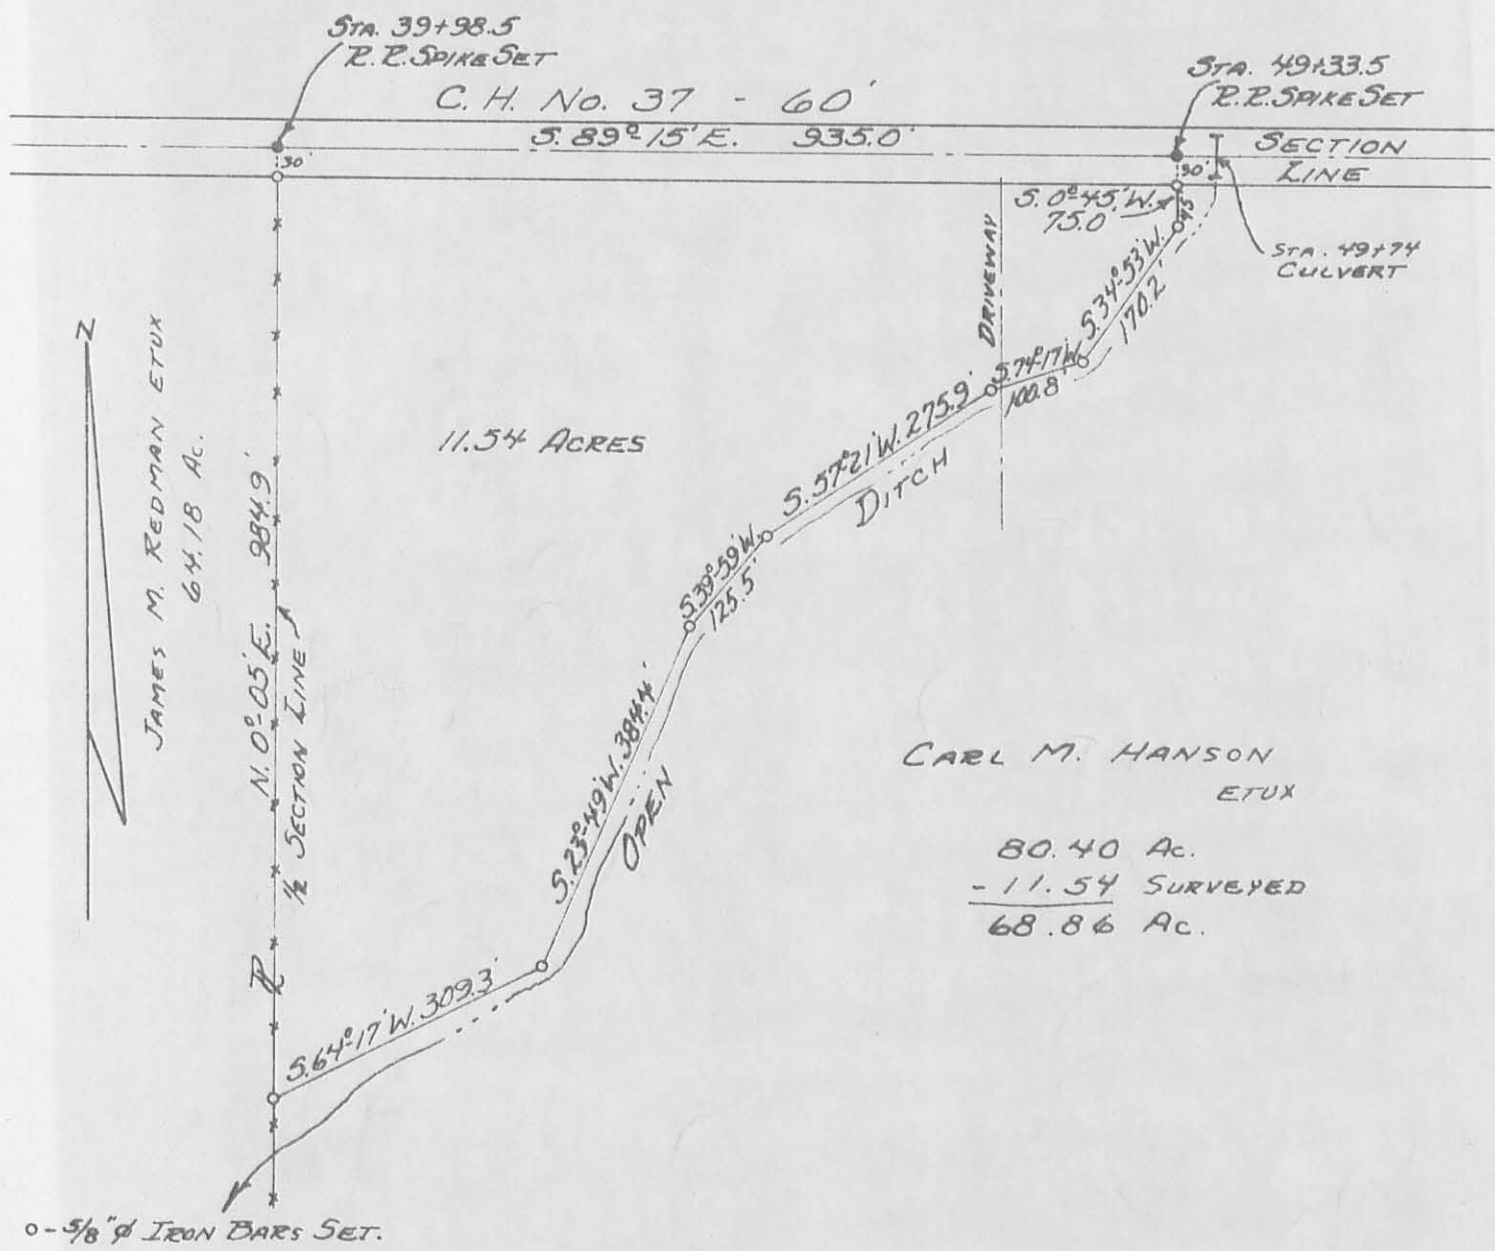 STA. 39+98.5
R.R. SPIKE SET
STA. 49+33.5
R.R. SPIKE SET
C. H. No. 37 - 60'
S. 89°-15' E. 935.0'
SECTION
LINE
30'
30'
S. 0°-45' W.
75.0'
45'
STA. 49+74
CULVERT
DRIVEWAY
S. 34°-53' W.
170.2'
S. 74°-17' W.
100.8'
S. 57°-21' W. 275.9'
DITCH
S. 39°-59' W.
125.5'
N
JAMES M. REDMAN ETUX
64.18 Ac.
11.54 ACRES
N. 0°-05' E. 984.9'
1/2 SECTION LINE
S. 23°-49' W. 384.4'
OPEN
CARL M. HANSON
ETUX
80.40 Ac.
- 11.54 SURVEYED
68.86 Ac.
S. 64°-17' W. 309.3'
o - 5/8" ϕ IRON BARS SET.